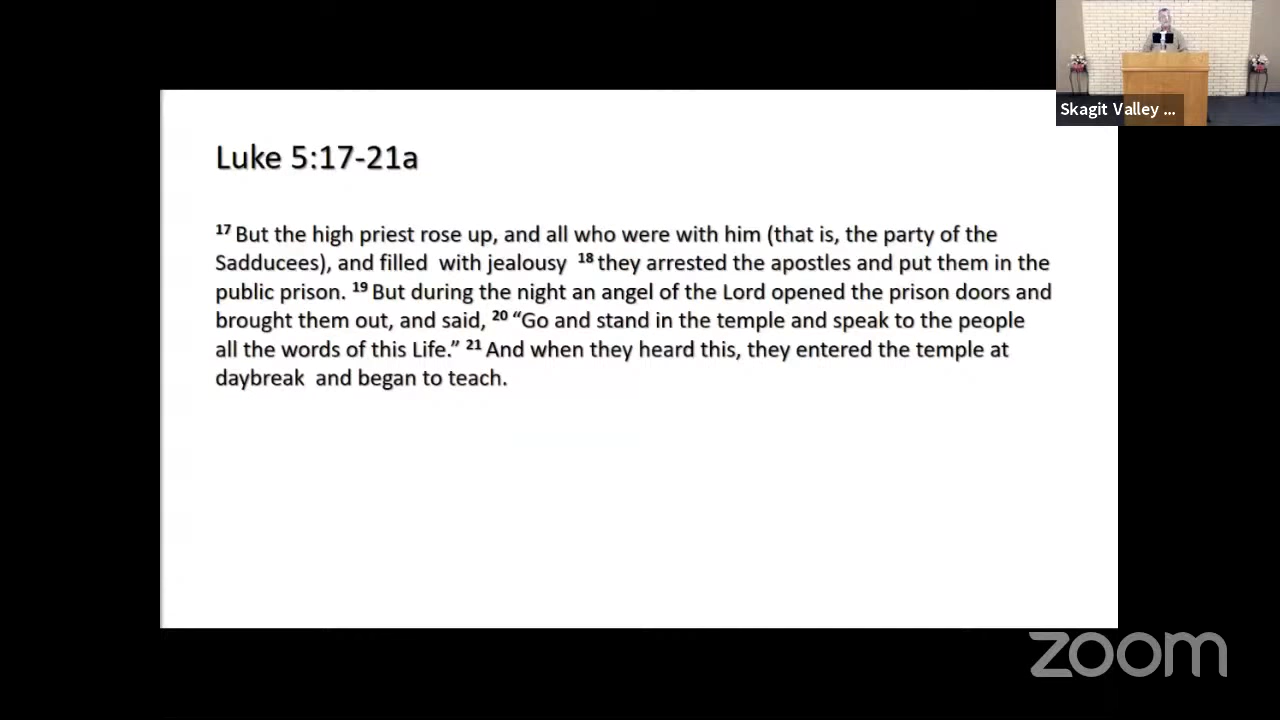 Skagit Valley ...
Luke 5:17-21a
17 But the high priest rose up, and all who were with him (that is, the party of the
Sadducees), and filled with jealousy 18 they arrested the apostles and put them in the
public prison. 19 But during the night an angel of the Lord opened the prison doors and
brought them out, and said, 20 “Go and stand in the temple and speak to the people
all the words of this Life.” 21 And when they heard this, they entered the temple at
daybreak and began to teach.
zoom